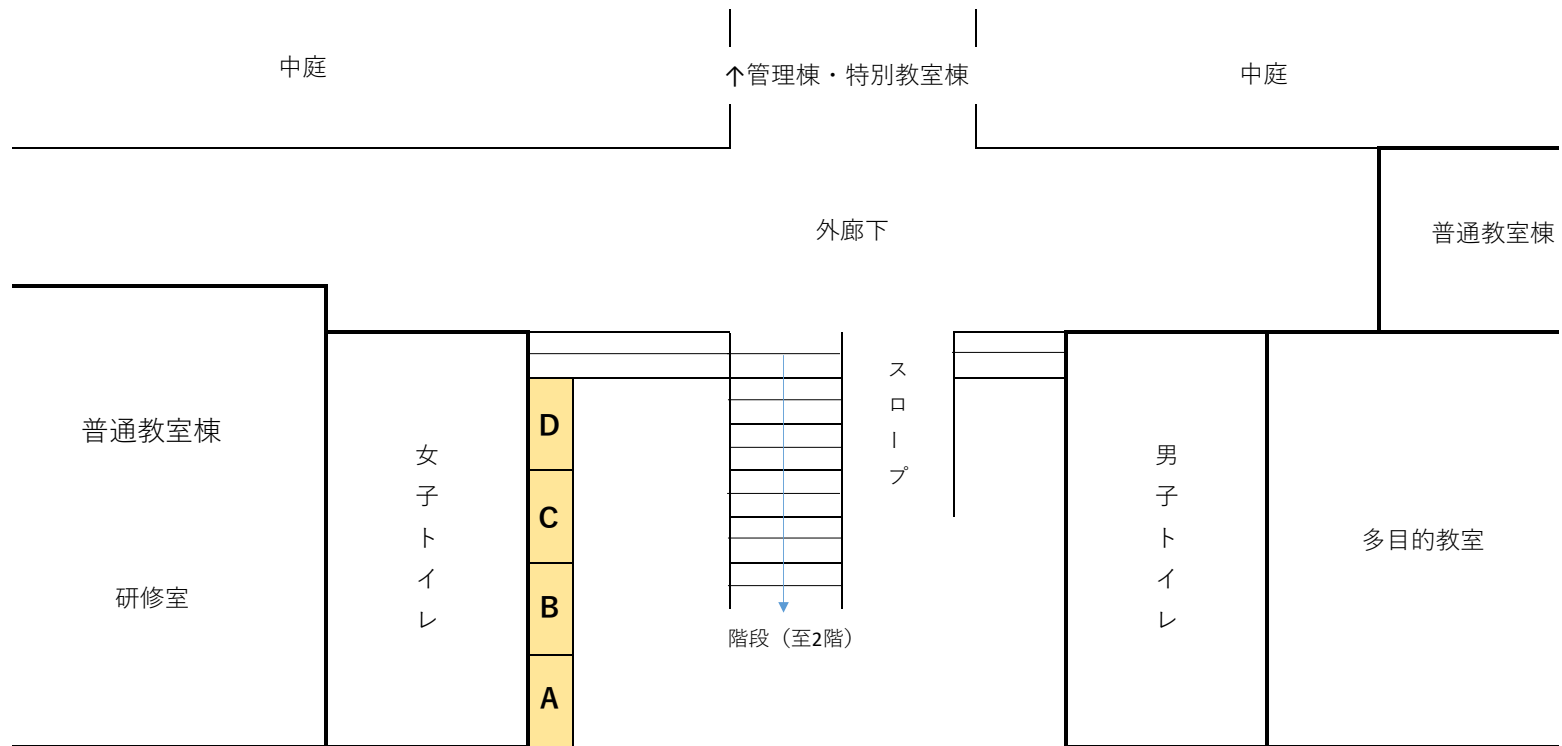 中庭
↑管理棟・特別教室棟
中庭
外廊下
普通教室棟
スロープ
普通教室棟
研修室
女子トイレ
D
C
B
A
階段（至2階）
男子トイレ
多目的教室